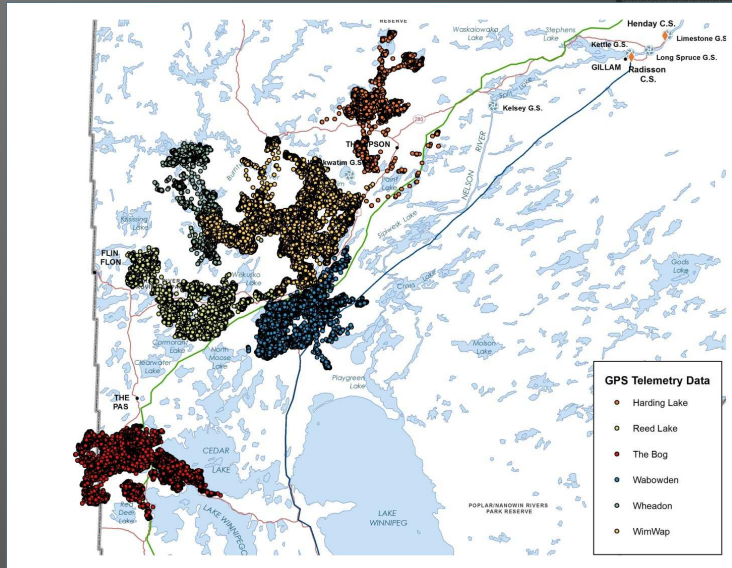 RESERVE
Waskaiowaka
Lake
Stephens
Lake
Henday C.S.
Limestone G.S
Kettle G.S.
Long Spruce G.S.
GILLAM
Radisson
C.S.
Kelsey G.S.
280
NELSON RIVER
Sipiwesk Lake
Kississing
Lake
FLIN
FLON
Wekusko
Lake
Cross Lake
Gods
Lake
Cormorant
Lake
North
Moose
Lake
Clearwater
Lake
Molson
Lake
Playgreen
Lake
THE
PAS
CEDAR
LAKE
Red
Deer
Lake
LAKE WINNIPEG
LAKE
WINNIPEG
POPLAR/NANOWIN RIVERS
PARK RESERVE
GPS Telemetry Data
Harding Lake
Reed Lake
The Bog
Wabowden
Wheadon
WimWap